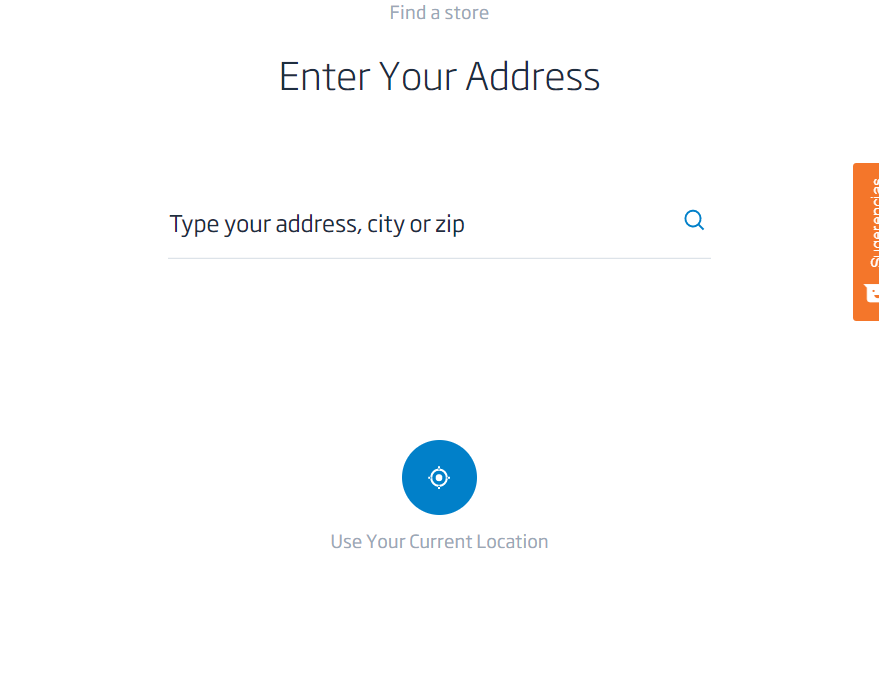 Find a store
Enter Your Address
Type your address, city or zip
Sugerencias
Use Your Current Location